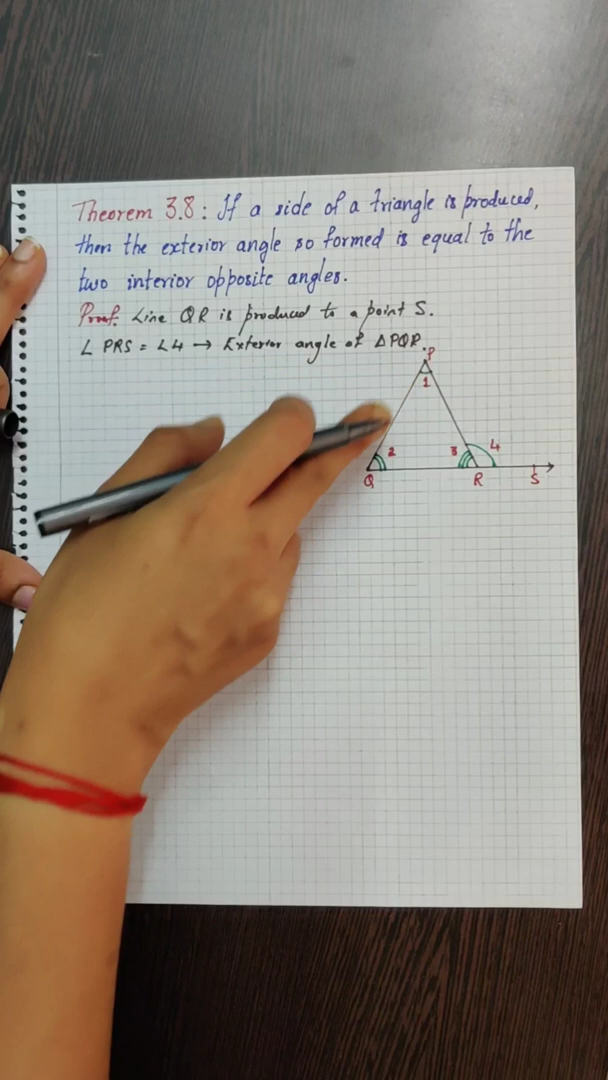 Theorem 3.8: If a side of a triangle is produced,
then the exterior angle so formed is equal to the
two interior opposite angles.
Proof. Line QR is produced to a point S.
∠ PRS = ∠4 → Exterior angle of △PQR.
P
1
2 3 4
Q R S